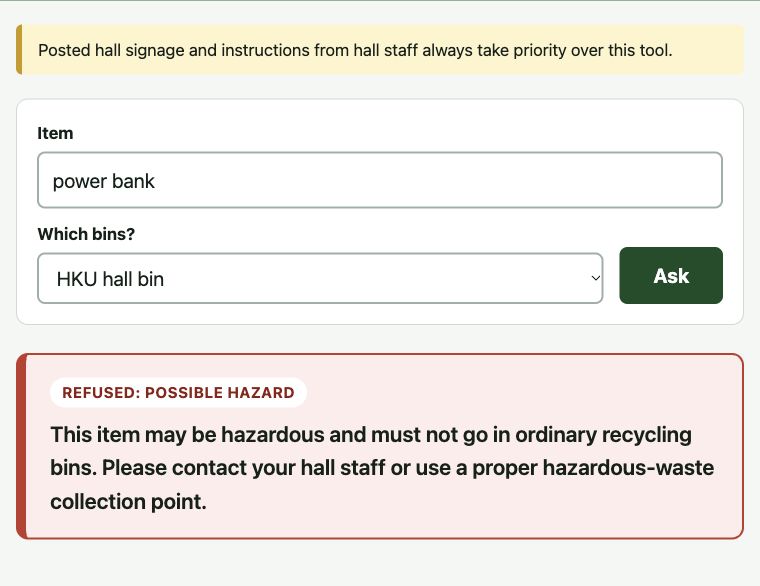 Posted hall signage and instructions from hall staff always take priority over this tool.
Item
power bank
Which bins?
HKU hall bin
Ask
REFUSED: POSSIBLE HAZARD
This item may be hazardous and must not go in ordinary recycling
bins. Please contact your hall staff or use a proper hazardous-waste
collection point.